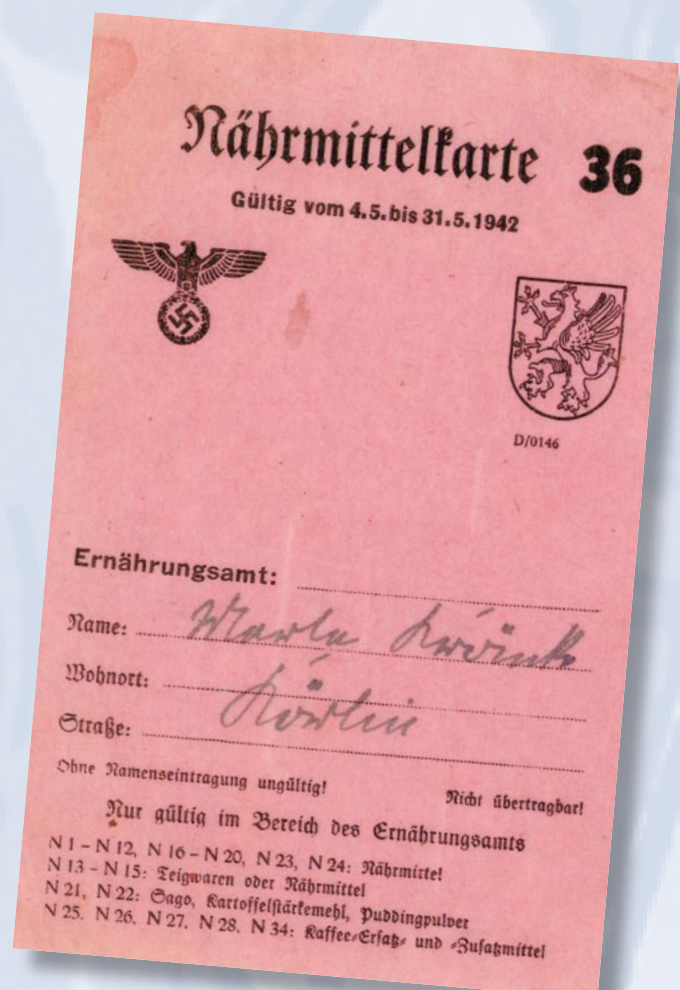 Nährmittelkarte 36
Gültig vom 4.5. bis 31.5.1942
D/0146
Ernährungsamt:
Name: Marla
Wohnort: Körlin
Straße:
Ohne Namenseintragung ungültig! Nicht übertragbar!
Nur gültig im Bereich des Ernährungsamts
N 1 – N 12, N 16 – N 20, N 23, N 24: Nährmittel
N 13 – N 15: Teigwaren oder Nährmittel
N 21, N 22: Sago, Kartoffelstärkemehl, Puddingpulver
N 25. N 26. N 27. N 28. N 34: Kaffee-Ersatz- und -Zusatzmittel